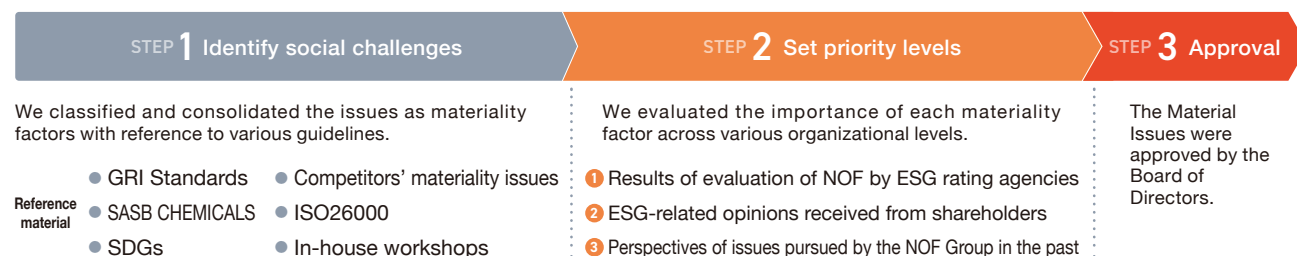 STEP 1 Identify social challenges
We classified and consolidated the issues as materiality
factors with reference to various guidelines.
Reference
material
GRI Standards
SASB CHEMICALS
SDGs
Competitors' materiality issues
ISO26000
In-house workshops
STEP 2 Set priority levels
We evaluated the importance of each materiality
factor across various organizational levels.
1 Results of evaluation of NOF by ESG rating agencies
2 ESG-related opinions received from shareholders
3 Perspectives of issues pursued by the NOF Group in the past
STEP 3 Approval
The Material
Issues were
approved by the
Board of
Directors.